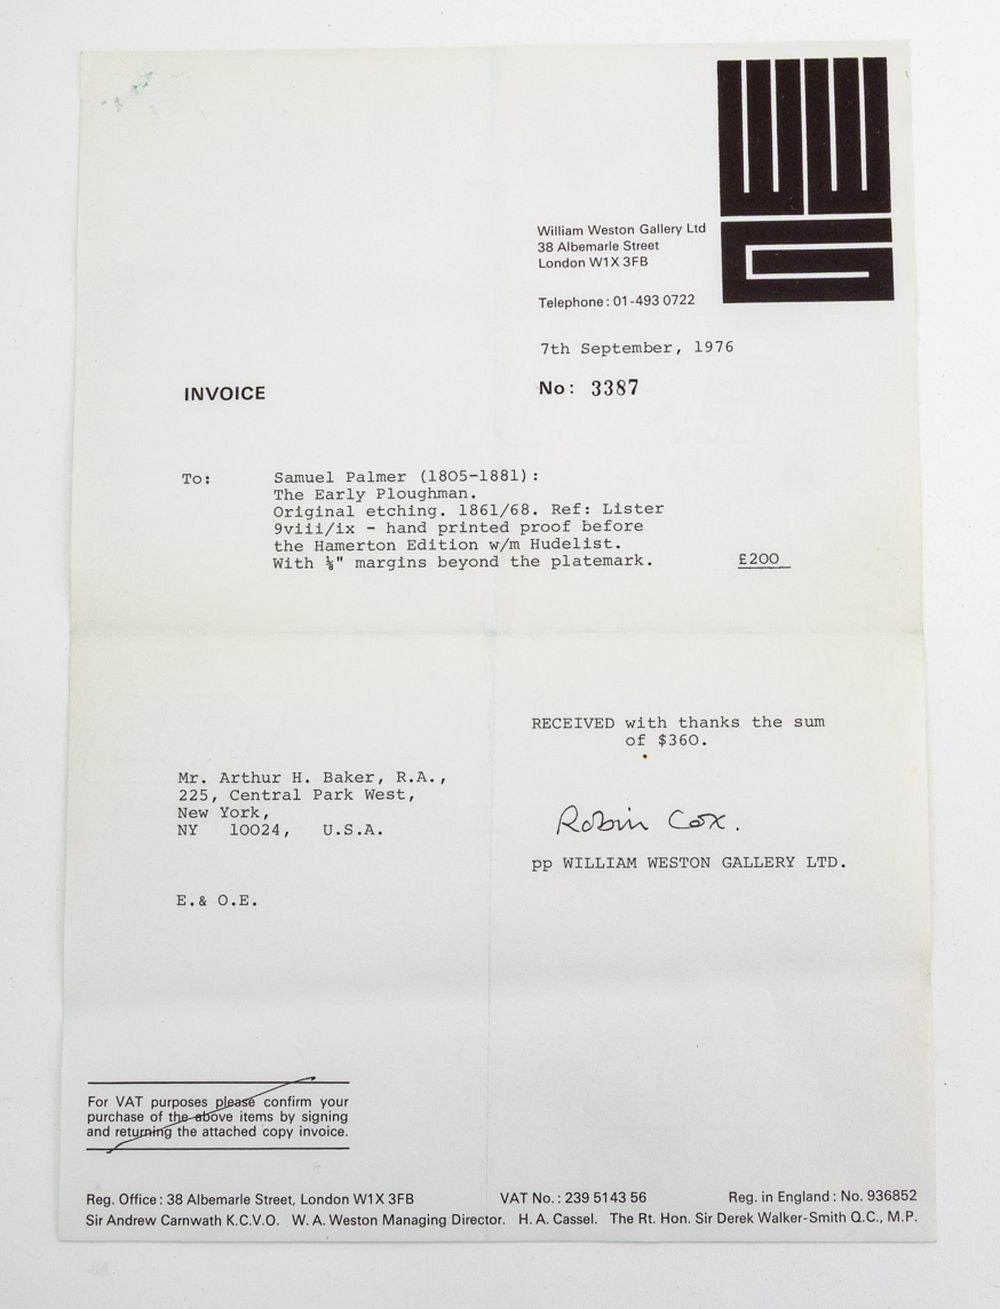 WWG
William Weston Gallery Ltd
38 Albemarle Street
London W1X 3FB
Telephone: 01-493 0722
7th September, 1976
INVOICE
No: 3387
To: Samuel Palmer (1805-1881):
The Early Ploughman.
Original etching. 1861/68. Ref: Lister
9viii/ix - hand printed proof before
the Hamerton Edition w/m Hudelist.
With ⅛" margins beyond the platemark. £200
RECEIVED with thanks the sum
of $360.
Mr. Arthur H. Baker, R.A.,
225, Central Park West,
New York,
NY 10024, U.S.A.
Robin Cox.
pp WILLIAM WESTON GALLERY LTD.
E.& O.E.
For VAT purposes please confirm your
purchase of the above items by signing
and returning the attached copy invoice.
Reg. Office: 38 Albemarle Street, London W1X 3FB VAT No.: 239 5143 56 Reg. in England: No. 936852
Sir Andrew Carnwath K.C.V.O. W. A. Weston Managing Director. H. A. Cassel. The Rt. Hon. Sir Derek Walker-Smith Q.C., M.P.